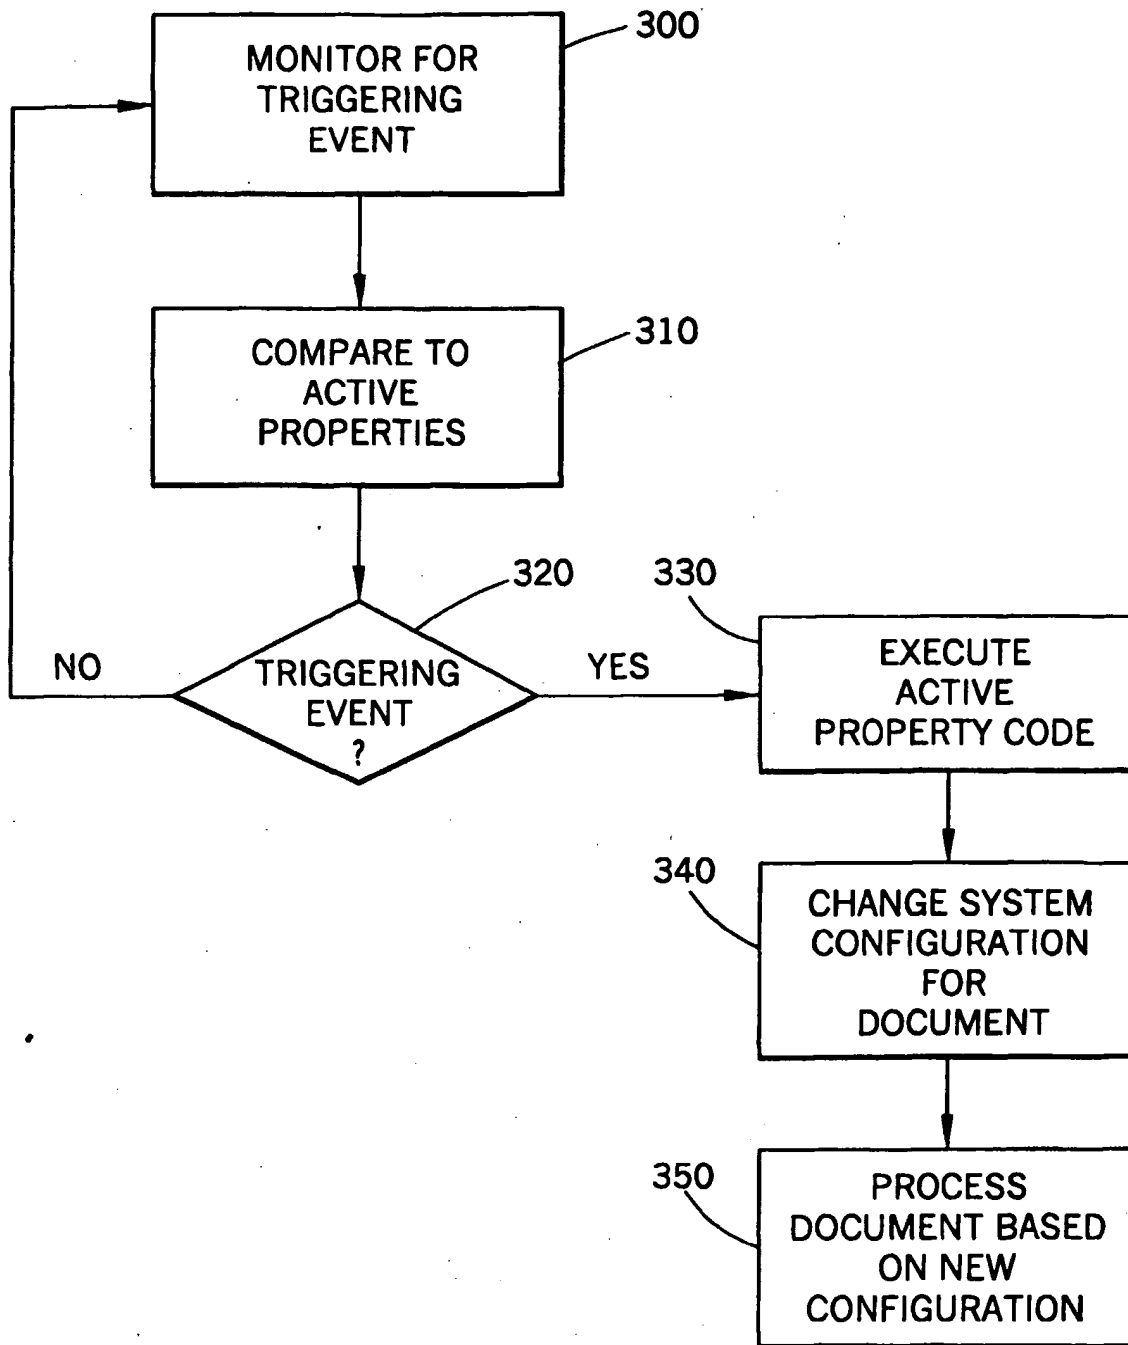 300
MONITOR FOR
TRIGGERING
EVENT
310
COMPARE TO
ACTIVE
PROPERTIES
320
TRIGGERING
EVENT
?
NO
YES
330
EXECUTE
ACTIVE
PROPERTY CODE
340
CHANGE SYSTEM
CONFIGURATION
FOR
DOCUMENT
350
PROCESS
DOCUMENT BASED
ON NEW
CONFIGURATION